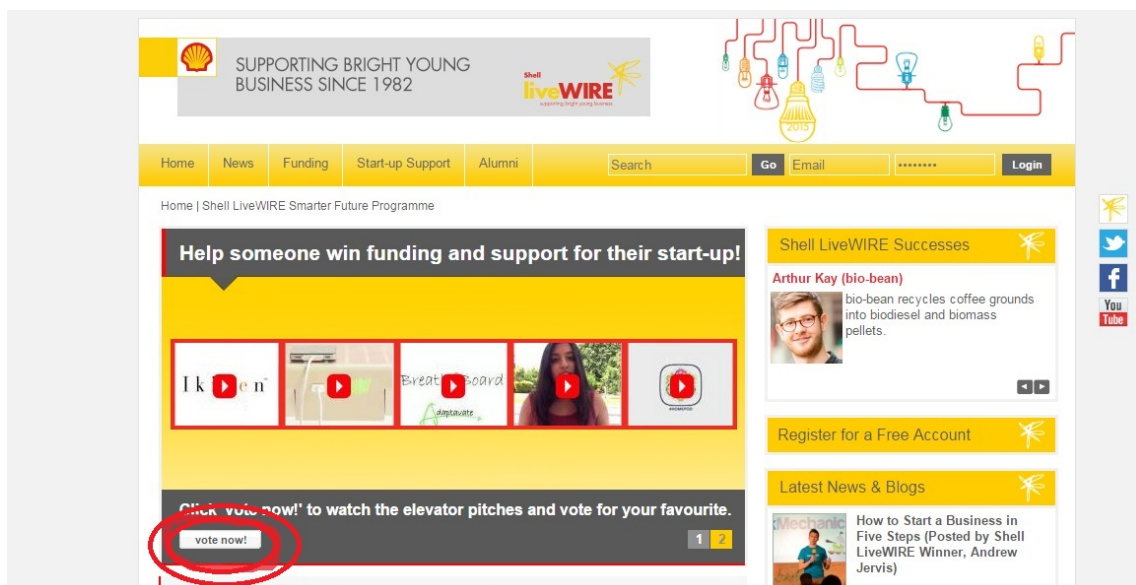 SUPPORTING BRIGHT YOUNG
BUSINESS SINCE 1982
Shell
liveWIRE
supporting bright young business
2015
Home News Funding Start-up Support Alumni Search Go Email •••••••• Login
Home | Shell LiveWIRE Smarter Future Programme
Help someone win funding and support for their start-up!
Breathe Board
Adaptavate
Click 'vote now!' to watch the elevator pitches and vote for your favourite.
vote now!
1 2
Shell LiveWIRE Successes
Arthur Kay (bio-bean)
bio-bean recycles coffee grounds
into biodiesel and biomass
pellets.
Register for a Free Account
Latest News & Blogs
Mechanic
How to Start a Business in
Five Steps (Posted by Shell
LiveWIRE Winner, Andrew
Jervis)
You
Tube